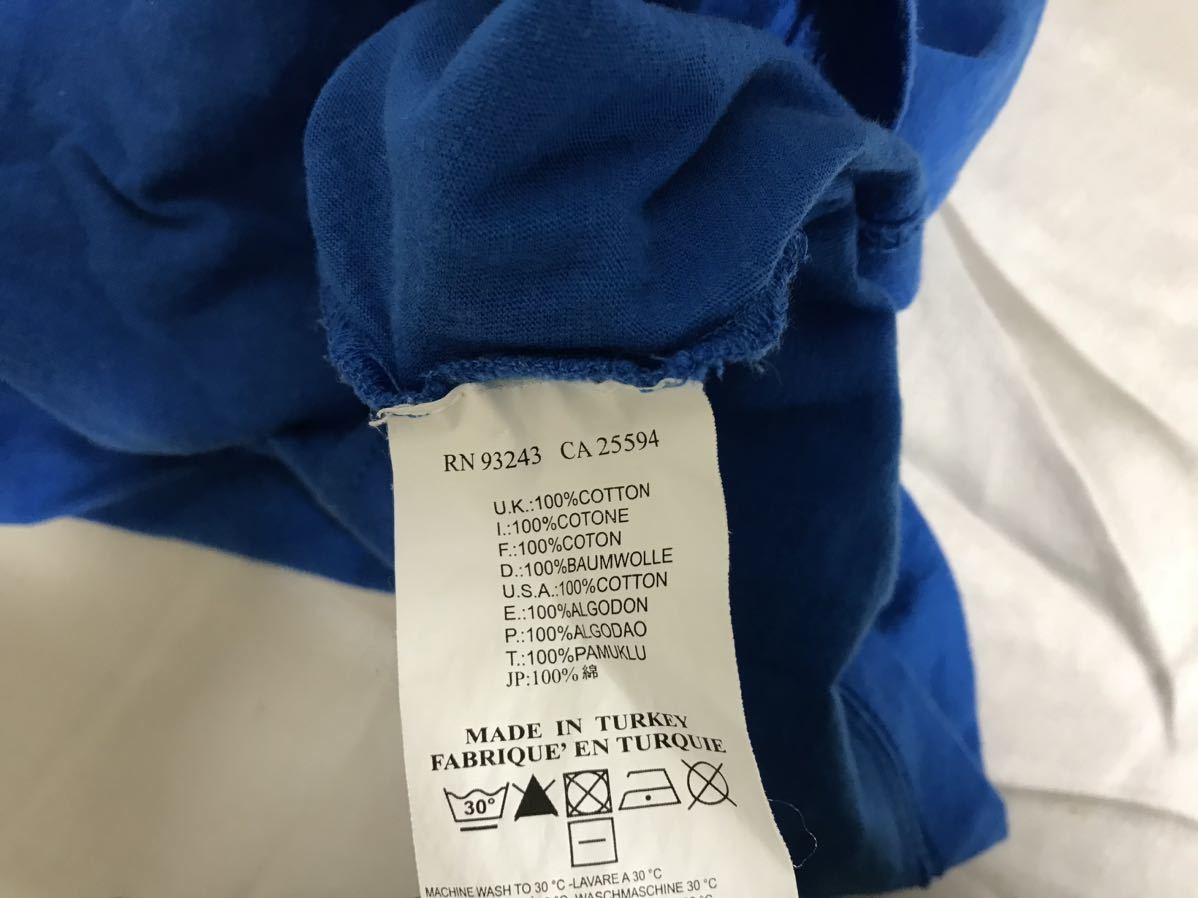 RN 93243 CA 25594
U.K.:100%COTTON
I.:100%COTONE
F.:100%COTON
D.:100%BAUMWOLLE
U.S.A.:100%COTTON
E.:100%ALGODON
P.:100%ALGODAO
T.:100%PAMUKLU
JP:100%綿
MADE IN TURKEY
FABRIQUE' EN TURQUIE
30°
MACHINE WASH TO 30 °C -LAVARE A 30 °C
WASCHMASCHINE 30 °C